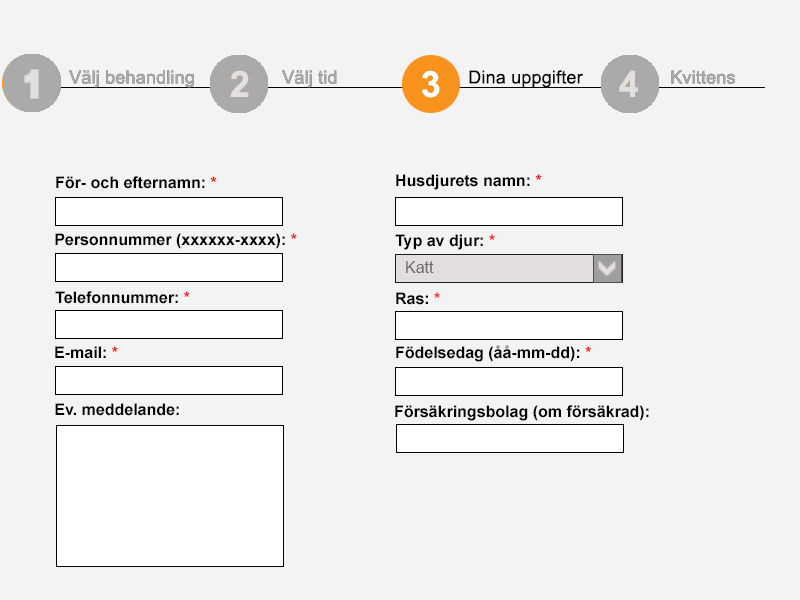 1 Välj behandling 2 Välj tid 3 Dina uppgifter 4 Kvittens
För- och efternamn: *
Personnummer (xxxxxx-xxxx): *
Telefonnummer: *
E-mail: *
Ev. meddelande:
Husdjurets namn: *
Typ av djur: *
Katt
Ras: *
Födelsedag (åå-mm-dd): *
Försäkringsbolag (om försäkrad):